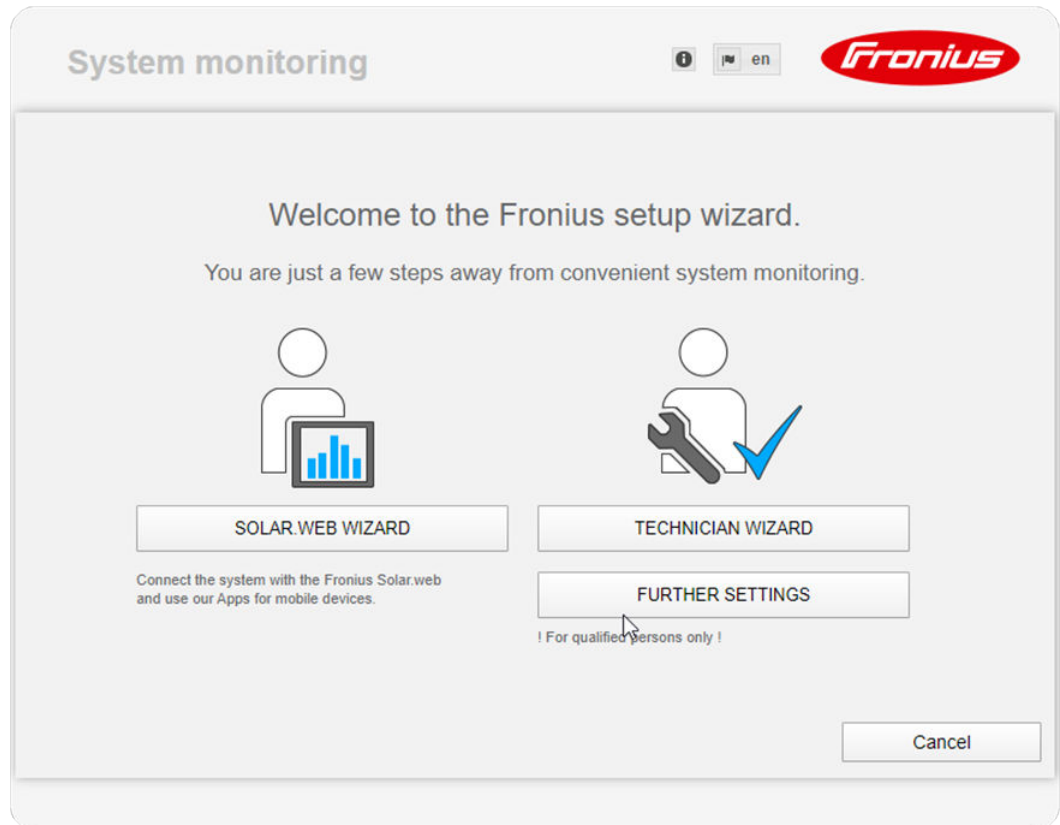 System monitoring
en
Fronius
Welcome to the Fronius setup wizard.
You are just a few steps away from convenient system monitoring.
SOLAR.WEB WIZARD
Connect the system with the Fronius Solar.web
and use our Apps for mobile devices.
TECHNICIAN WIZARD
FURTHER SETTINGS
! For qualified persons only !
Cancel